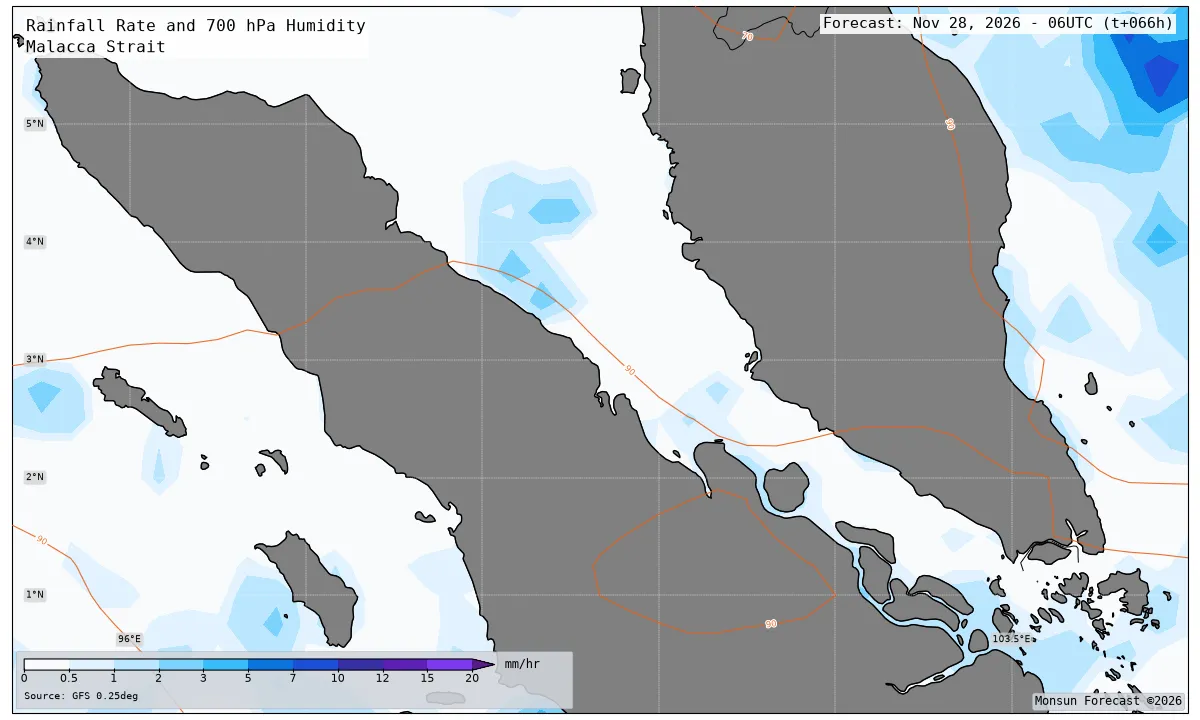 Rainfall Rate and 700 hPa Humidity
Malacca Strait
Forecast: Nov 28, 2026 - 06UTC (t+066h)
70
90
5°N
4°N
3°N
90
2°N
90
1°N
90
96°E
103.5°E
mm/hr
0 0.5 1 2 3 5 7 10 12 15 20
Source: GFS 0.25deg
Monsun Forecast ©2026